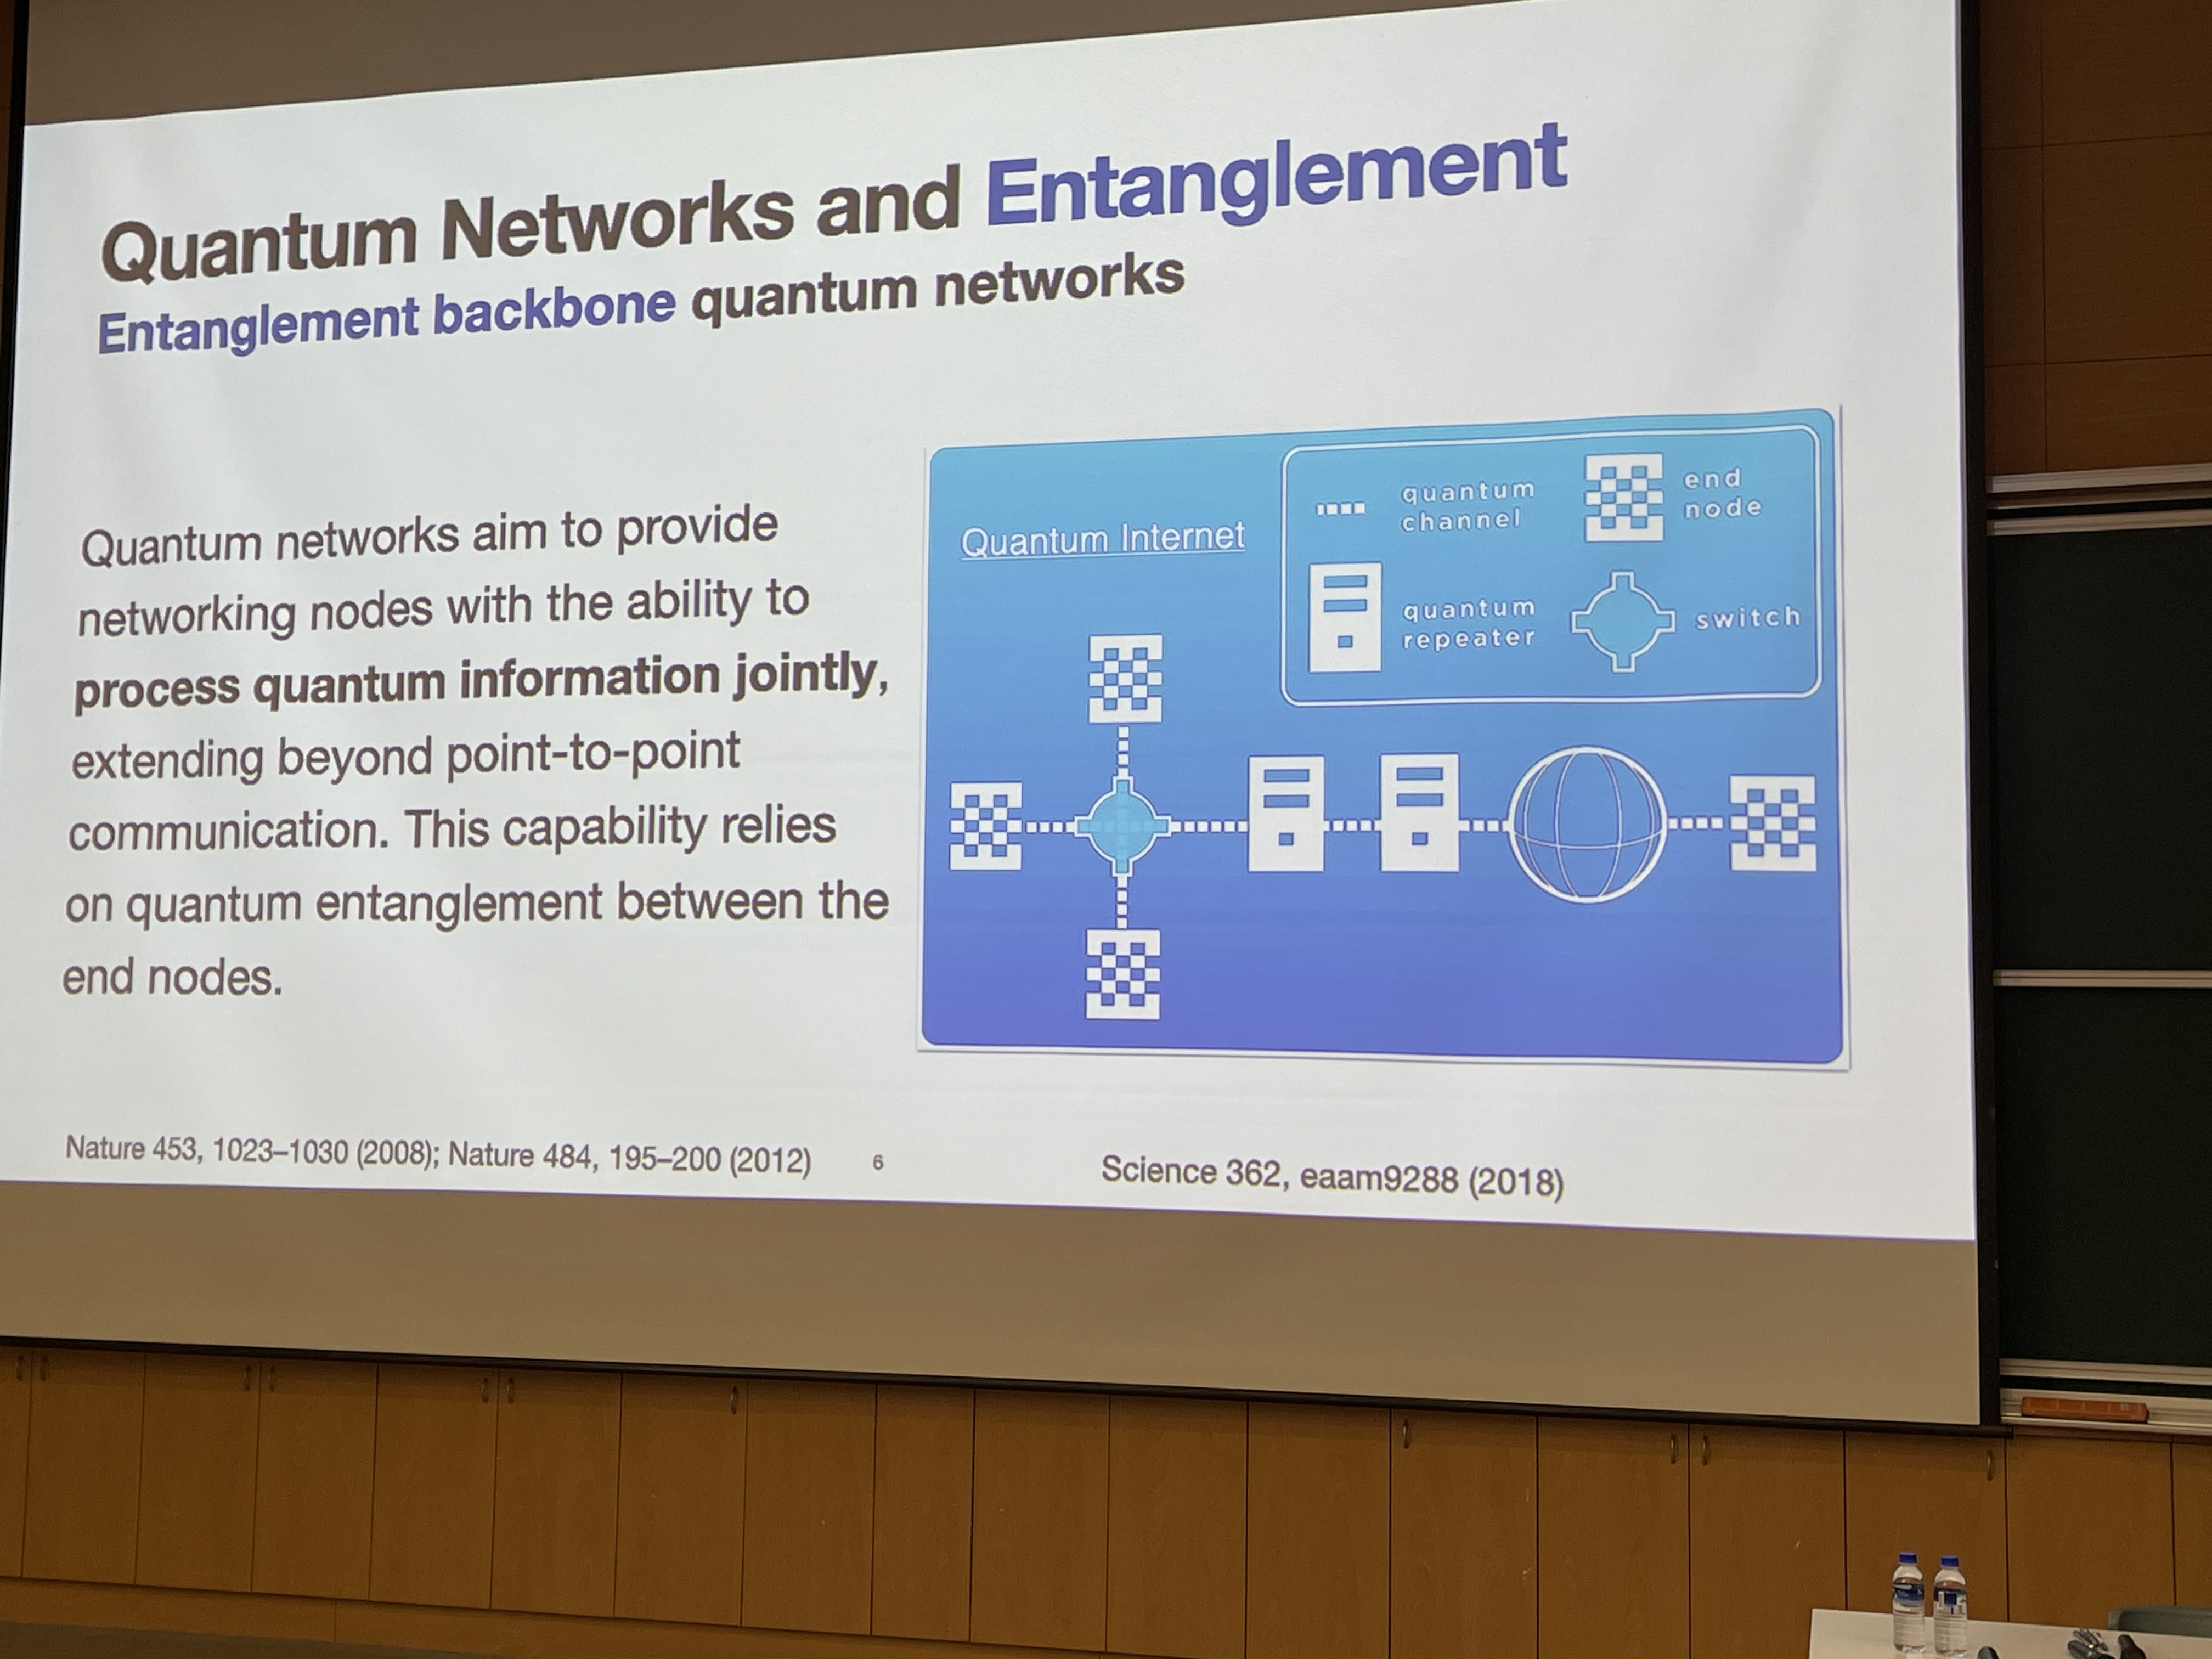 Quantum Networks and Entanglement
Entanglement backbone quantum networks
Quantum networks aim to provide
networking nodes with the ability to
process quantum information jointly,
extending beyond point-to-point
communication. This capability relies
on quantum entanglement between the
end nodes.
Quantum Internet
quantum
channel
end
node
quantum
repeater
switch
Nature 453, 1023–1030 (2008); Nature 484, 195–200 (2012)
6
Science 362, eaam9288 (2018)